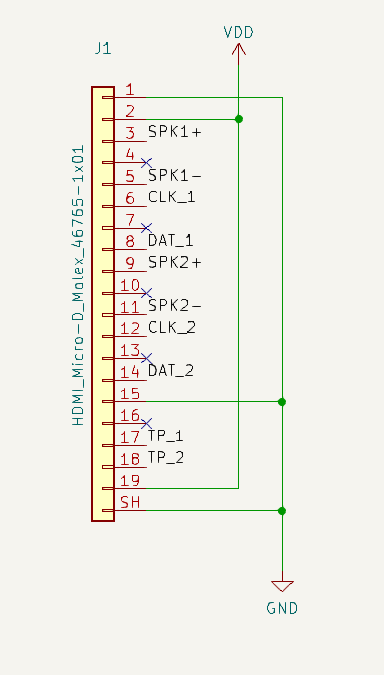 VDD
J1
HDMI_Micro-D_Molex_46765-1x01
1
2
3 SPK1+
4
5 SPK1-
6 CLK_1
7
8 DAT_1
9 SPK2+
10
11 SPK2-
12 CLK_2
13
14 DAT_2
15
16
17 TP_1
18 TP_2
19
SH
GND